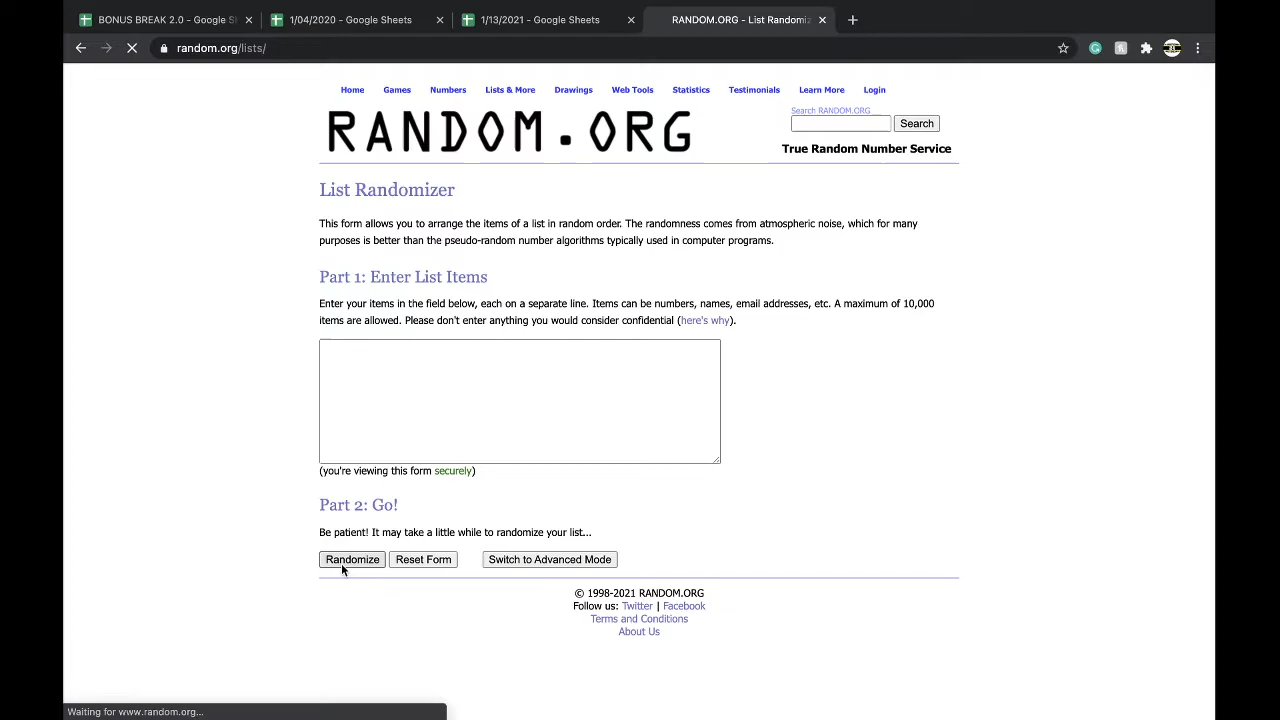 BONUS BREAK 2.0 - Google S
1/04/2020 - Google Sheets
1/13/2021 - Google Sheets
RANDOM.ORG - List Randomiz
random.org/lists/
Home Games Numbers Lists & More Drawings Web Tools Statistics Testimonials Learn More Login
RANDOM.ORG
Search RANDOM.ORG
Search
True Random Number Service
List Randomizer
This form allows you to arrange the items of a list in random order. The randomness comes from atmospheric noise, which for many
purposes is better than the pseudo-random number algorithms typically used in computer programs.
Part 1: Enter List Items
Enter your items in the field below, each on a separate line. Items can be numbers, names, email addresses, etc. A maximum of 10,000
items are allowed. Please don't enter anything you would consider confidential (here's why).
(you're viewing this form securely)
Part 2: Go!
Be patient! It may take a little while to randomize your list...
Randomize Reset Form Switch to Advanced Mode
© 1998-2021 RANDOM.ORG
Follow us: Twitter | Facebook
Terms and Conditions
About Us
Waiting for www.random.org...